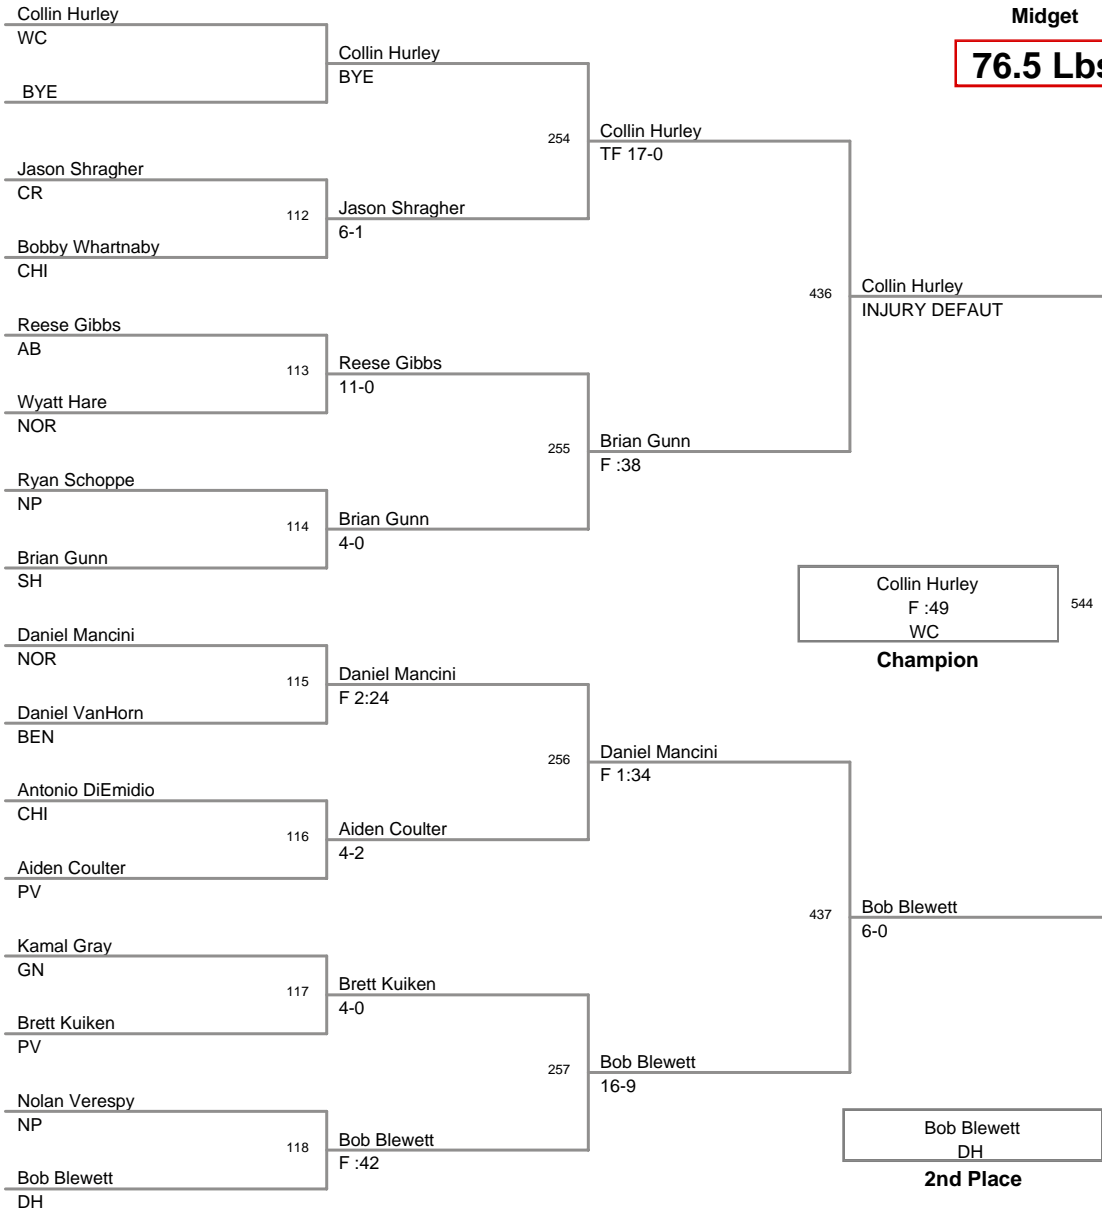 Collin Hurley
WC
BYE
Jason Shragher
CR
112
Bobby Whartnaby
CHI
Reese Gibbs
AB
113
Wyatt Hare
NOR
Ryan Schoppe
NP
114
Brian Gunn
SH
Daniel Mancini
NOR
115
Daniel VanHorn
BEN
Antonio DiEmidio
CHI
116
Aiden Coulter
PV
Kamal Gray
GN
117
Brett Kuiken
PV
Nolan Verespy
NP
118
Bob Blewett
DH
Collin Hurley
BYE
254
Jason Shragher
6-1
Reese Gibbs
11-0
255
Brian Gunn
4-0
Daniel Mancini
F 2:24
256
Aiden Coulter
4-2
Brett Kuiken
4-0
257
Bob Blewett
F :42
Collin Hurley
TF 17-0
436
Brian Gunn
F :38
Daniel Mancini
F 1:34
437
Bob Blewett
16-9
Midget
76.5 Lbs
Collin Hurley
INJURY DEFAUT
Collin Hurley
F :49
WC
544
Champion
Bob Blewett
6-0
Bob Blewett
DH
2nd Place